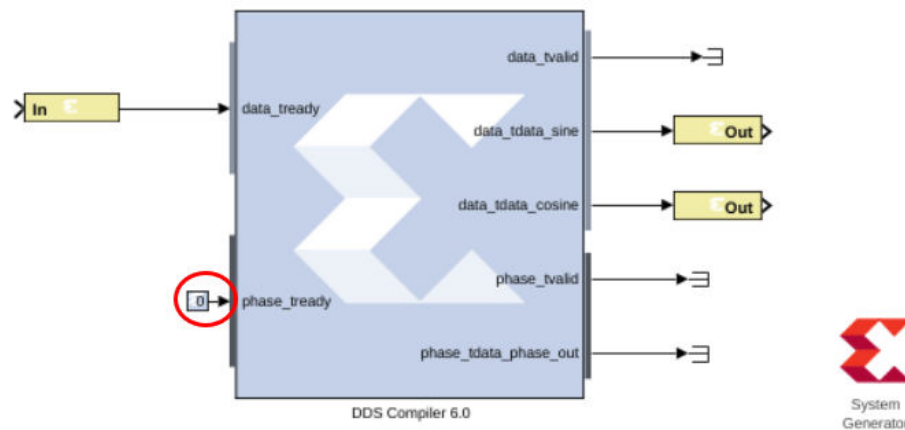 data_tvalid
In
data_tready
data_tdata_sine
Out
data_tdata_cosine
Out
phase_tvalid
0
phase_tready
phase_tdata_phase_out
DDS Compiler 6.0
System
Generator